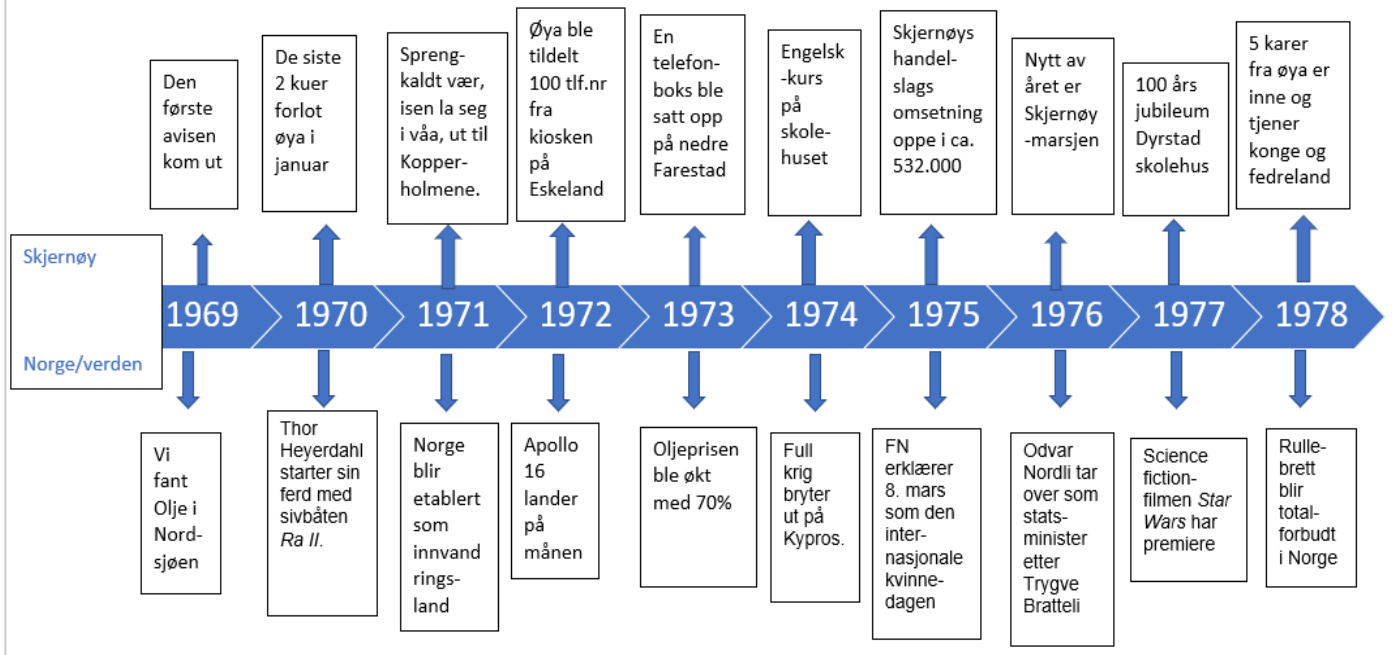 Den
første
avisen
kom ut
De siste
2 kuer
forlot
øya i
januar
Spreng-
kaldt vær,
isen la seg
i våa, ut til
Kopper-
holmene.
Øya ble
tildelt
100 tlf.nr
fra
kiosken
på
Eskeland
En
telefon-
boks ble
satt opp
på nedre
Farestad
Engelsk
-kurs
på
skole-
huset
Skjernøys
handel-
slags
omsetning
oppe i ca.
532.000
Nytt av
året er
Skjernøy
-marsjen
100 års
jubileum
Dyrstad
skolehus
5 karer
fra øya er
inne og
tjener
konge og
fedreland
Skjernøy
1969
1970
1971
1972
1973
1974
1975
1976
1977
1978
Norge/verden
Vi
fant
Olje i
Nord-
sjøen
Thor
Heyerdahl
starter sin
ferd med
sivbåten
Ra II.
Norge
blir
etablert
som
innvand
rings-
land
Apollo
16
lander
på
månen
Oljeprisen
ble økt
med 70%
Full
krig
bryter
ut på
Kypros.
FN
erklærer
8. mars
som den
inter-
nasjonale
kvinne-
dagen
Odvar
Nordli tar
over som
stats-
minister
etter
Trygve
Bratteli
Science
fiction-
filmen Star
Wars har
premiere
Rulle-
brett
blir
total-
forbudt
i Norge